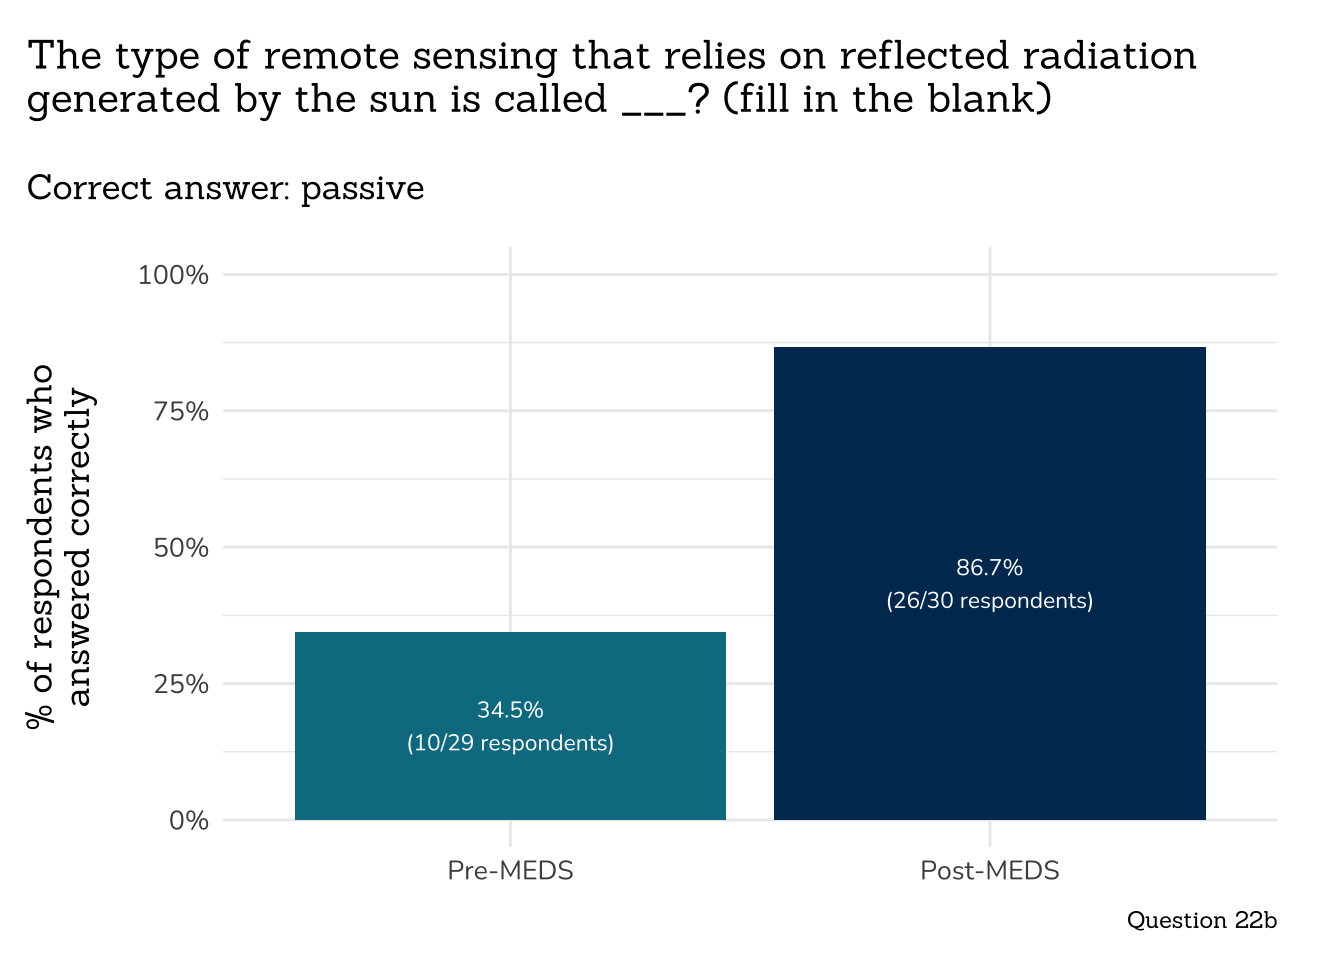 The type of remote sensing that relies on reflected radiation
generated by the sun is called ___? (fill in the blank)
Correct answer: passive
% of respondents who
answered correctly
100%
75%
50%
25%
0%
34.5%
(10/29 respondents)
86.7%
(26/30 respondents)
Pre-MEDS
Post-MEDS
Question 22b